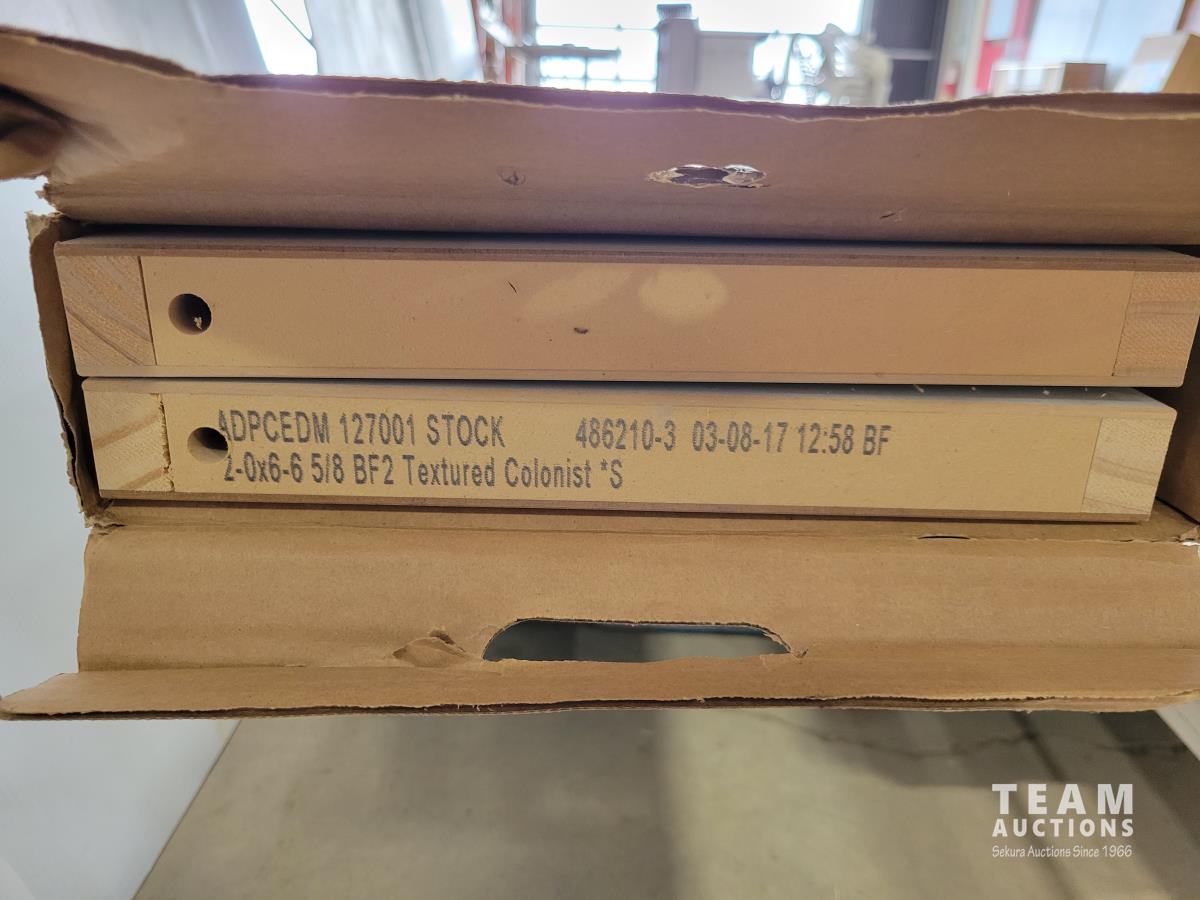 ADPCEDM 127001 STOCK 486210-3 03-08-17 12:58 BF
2-0x6-6 5/8 BF2 Textured Colonist *S
TEAM
AUCTIONS
Sekura Auctions Since 1966